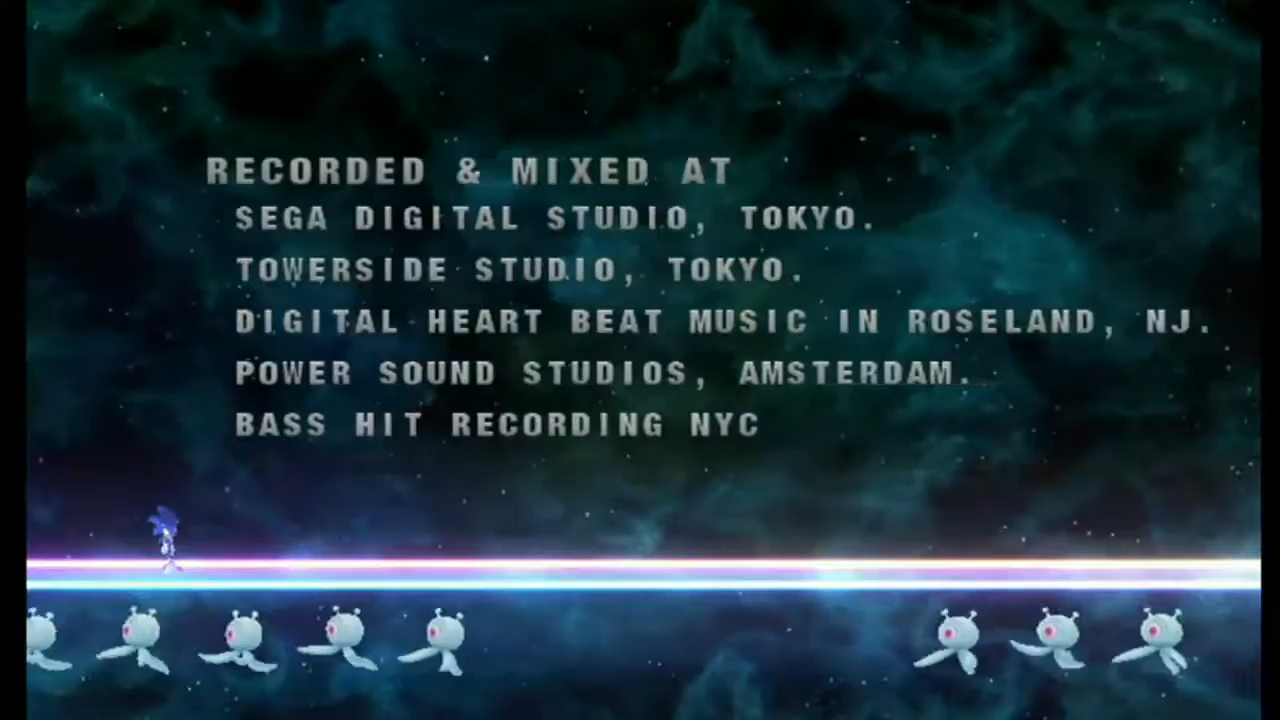 RECORDED & MIXED AT
SEGA DIGITAL STUDIO, TOKYO.
TOWERSIDE STUDIO, TOKYO.
DIGITAL HEART BEAT MUSIC IN ROSELAND, NJ.
POWER SOUND STUDIOS, AMSTERDAM.
BASS HIT RECORDING NYC